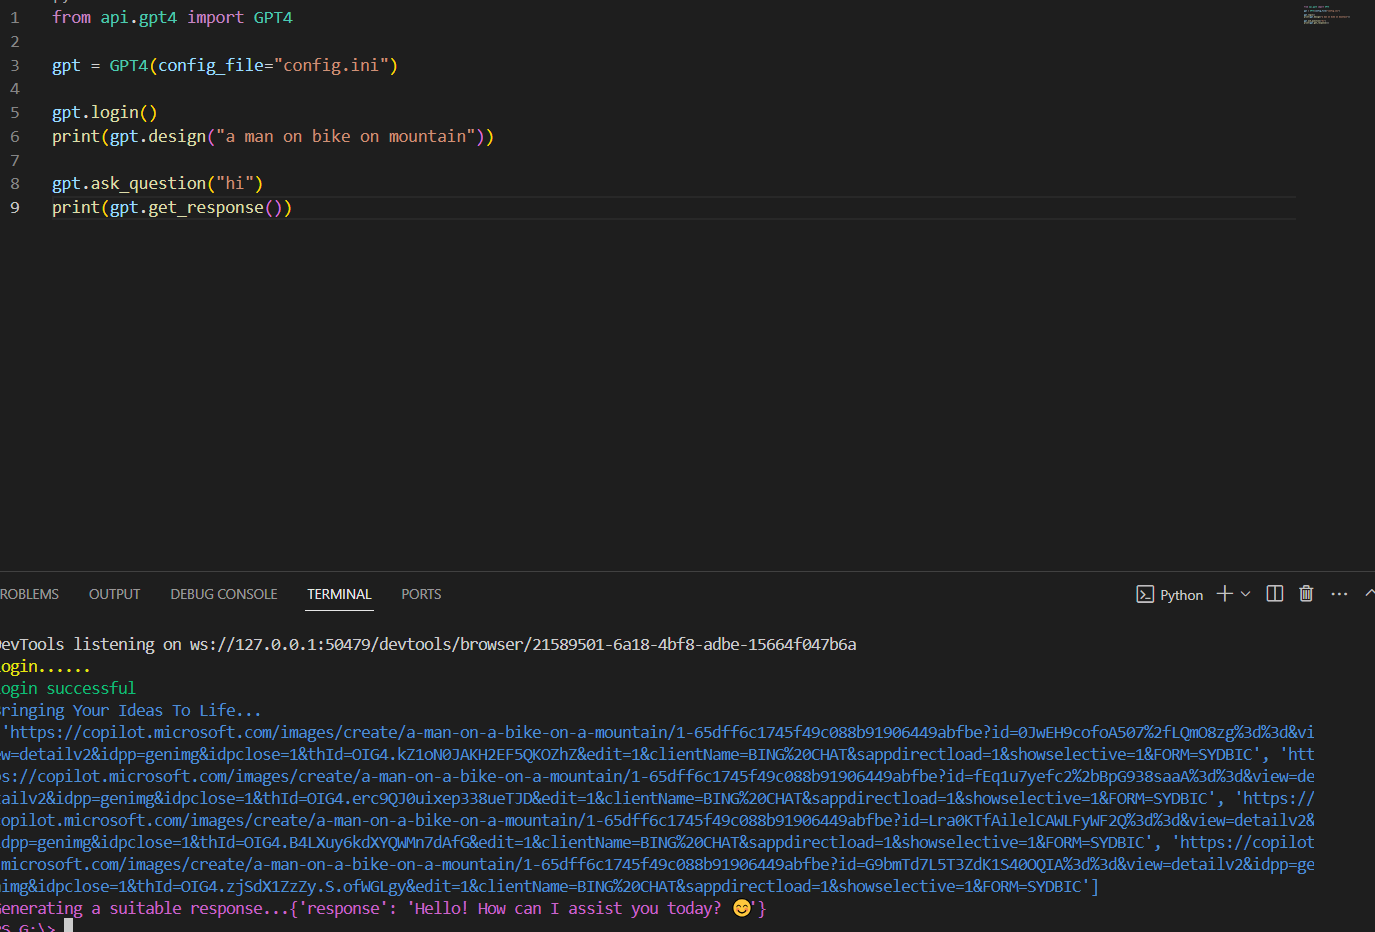 1 from api.gpt4 import GPT4
2
3 gpt = GPT4(config_file="config.ini")
4
5 gpt.login()
6 print(gpt.design("a man on bike on mountain"))
7
8 gpt.ask_question("hi")
9 print(gpt.get_response())
ROBLEMS OUTPUT DEBUG CONSOLE TERMINAL PORTS Python
evTools listening on ws://127.0.0.1:50479/devtools/browser/21589501-6a18-4bf8-adbe-15664f047b6a
ogin......
ogin successful
ringing Your Ideas To Life...
'https://copilot.microsoft.com/images/create/a-man-on-a-bike-on-a-mountain/1-65dff6c1745f49c088b91906449abfbe?id=0JwEH9cofoA507%2fLQmO8zg%3d%3d&vi
ew=detailv2&idpp=genimg&idpclose=1&thId=OIG4.kZ1oN0JAKH2EF5QKOZhZ&edit=1&clientName=BING%20CHAT&sappdirectload=1&showselective=1&FORM=SYDBIC', 'htt
ps://copilot.microsoft.com/images/create/a-man-on-a-bike-on-a-mountain/1-65dff6c1745f49c088b91906449abfbe?id=fEq1u7yefc2%2bBpG938saaA%3d%3d&view=de
tailv2&idpp=genimg&idpclose=1&thId=OIG4.erc9QJ0uixep338ueTJD&edit=1&clientName=BING%20CHAT&sappdirectload=1&showselective=1&FORM=SYDBIC', 'https://
copilot.microsoft.com/images/create/a-man-on-a-bike-on-a-mountain/1-65dff6c1745f49c088b91906449abfbe?id=Lra0KTfAilelCAWLFyWF2Q%3d%3d&view=detailv2&
idpp=genimg&idpclose=1&thId=OIG4.B4LXuy6kdXYQWMn7dAfG&edit=1&clientName=BING%20CHAT&sappdirectload=1&showselective=1&FORM=SYDBIC', 'https://copilot
.microsoft.com/images/create/a-man-on-a-bike-on-a-mountain/1-65dff6c1745f49c088b91906449abfbe?id=G9bmTd7L5T3ZdK1S40OQIA%3d%3d&view=detailv2&idpp=ge
nimg&idpclose=1&thId=OIG4.zjSdX1ZzZy.S.ofWGLgy&edit=1&clientName=BING%20CHAT&sappdirectload=1&showselective=1&FORM=SYDBIC']
Generating a suitable response...{'response': 'Hello! How can I assist you today? 😊'}
PS G:\>